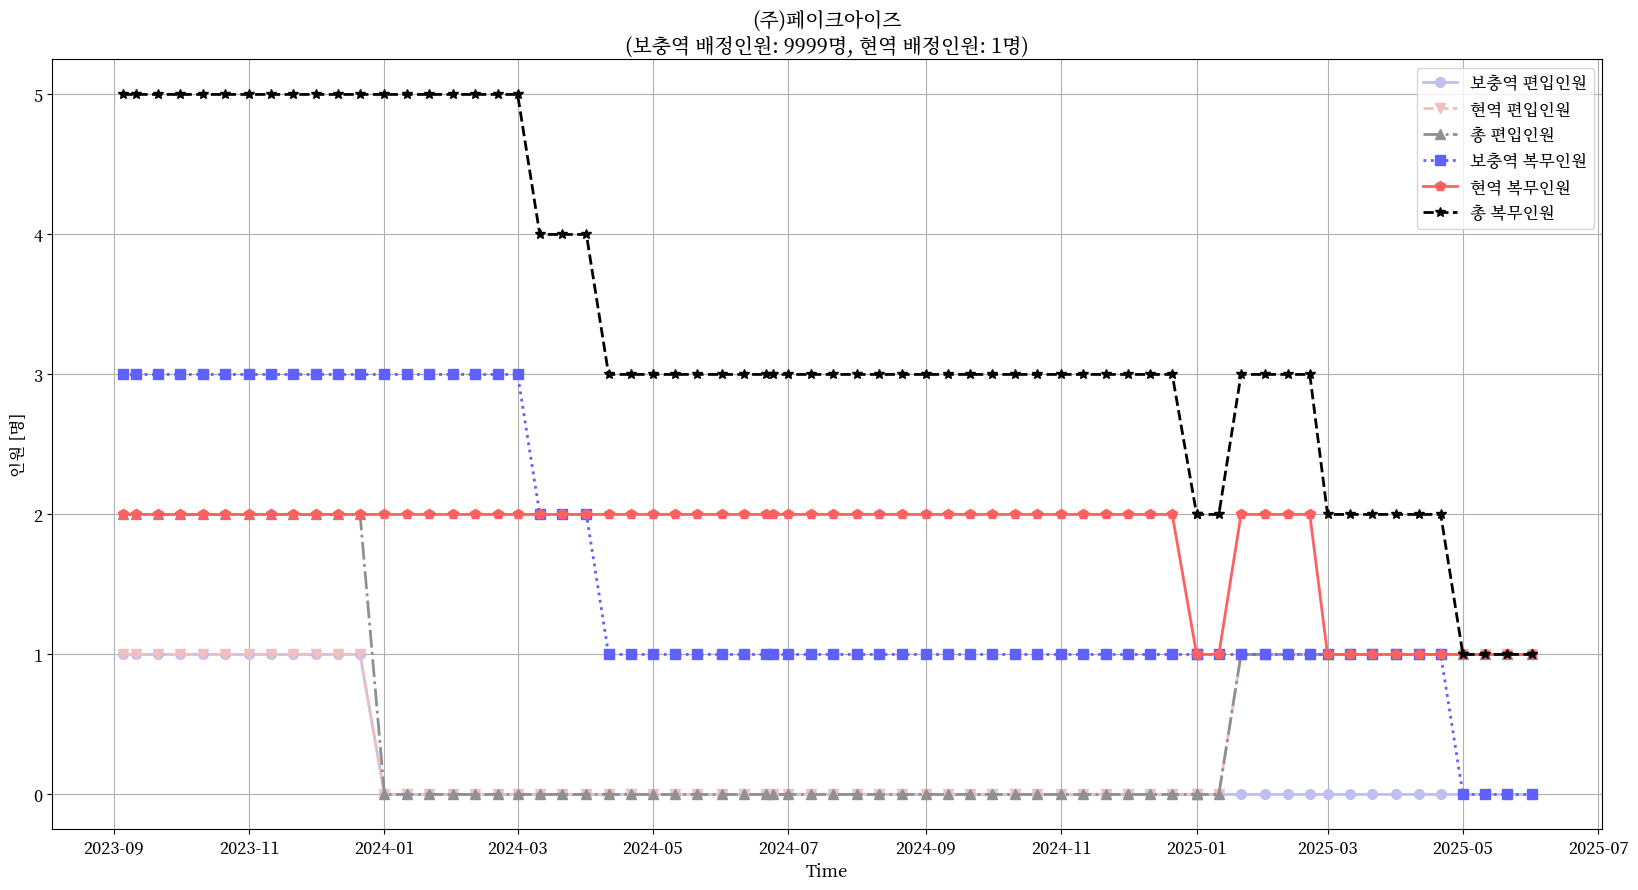 (주)페이크아이즈
(보충역 배정인원: 9999명, 현역 배정인원: 1명)
보충역 편입인원
현역 편입인원
총 편입인원
보충역 복무인원
현역 복무인원
총 복무인원
인원 [명]
5
4
3
2
1
0
2023-09
2023-11
2024-01
2024-03
2024-05
2024-07
2024-09
2024-11
2025-01
2025-03
2025-05
2025-07
Time